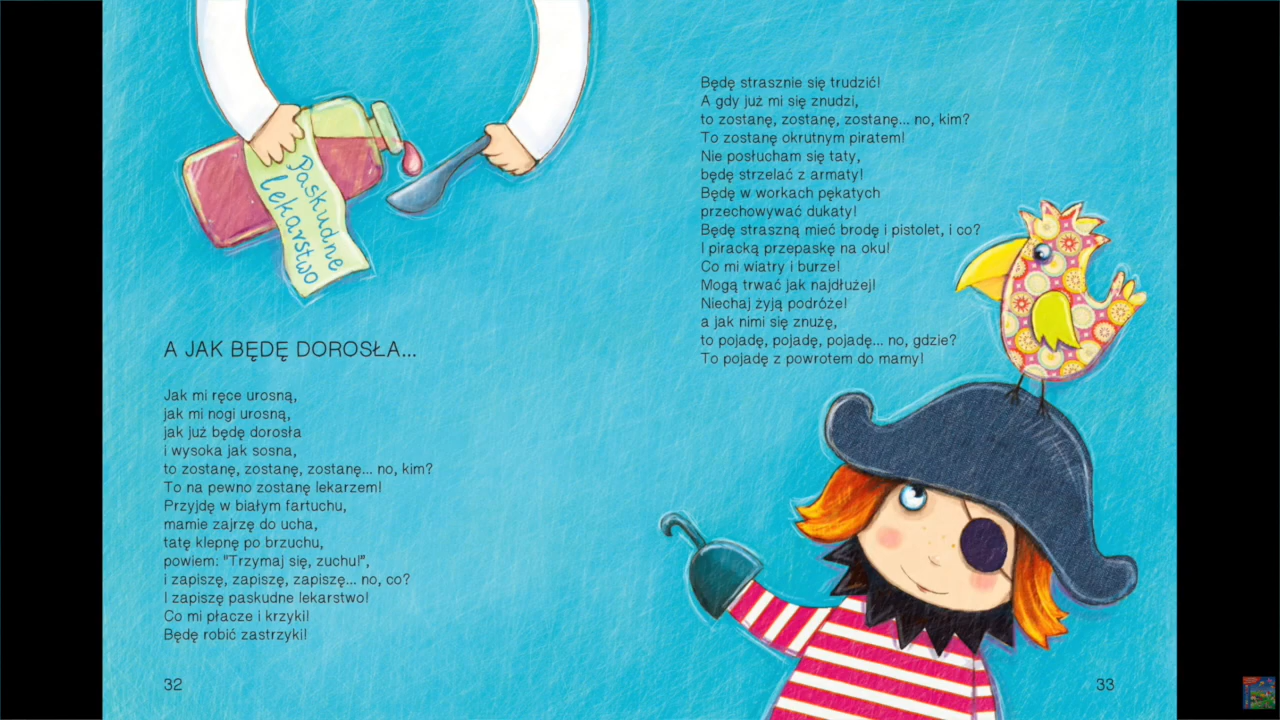 Paskudne
lekarstwo
A JAK BĘDĘ DOROSŁA...
Jak mi ręce urosną,
jak mi nogi urosną,
jak już będę dorosła
i wysoka jak sosna,
to zostanę, zostanę, zostanę... no, kim?
To na pewno zostanę lekarzem!
Przyjdę w białym fartuchu,
mamie zajrzę do ucha,
tatę klepnę po brzuchu,
powiem: "Trzymaj się, zuchu!",
i zapiszę, zapiszę, zapiszę... no, co?
I zapiszę paskudne lekarstwo!
Co mi płacze i krzyki!
Będę robić zastrzyki!
32
Będę strasznie się trudzić!
A gdy już mi się znudzi,
to zostanę, zostanę, zostanę... no, kim?
To zostanę okrutnym piratem!
Nie posłucham się taty,
będę strzelać z armaty!
Będę w workach pękatych
przechowywać dukaty!
Będę straszną mieć brodę i pistolet, i co?
I piracką przepaskę na oku!
Co mi wiatry i burze!
Mogą trwać jak najdłużej!
Niechaj żyją podróże!
a jak nimi się znużę,
to pojadę, pojadę, pojadę... no, gdzie?
To pojadę z powrotem do mamy!
33